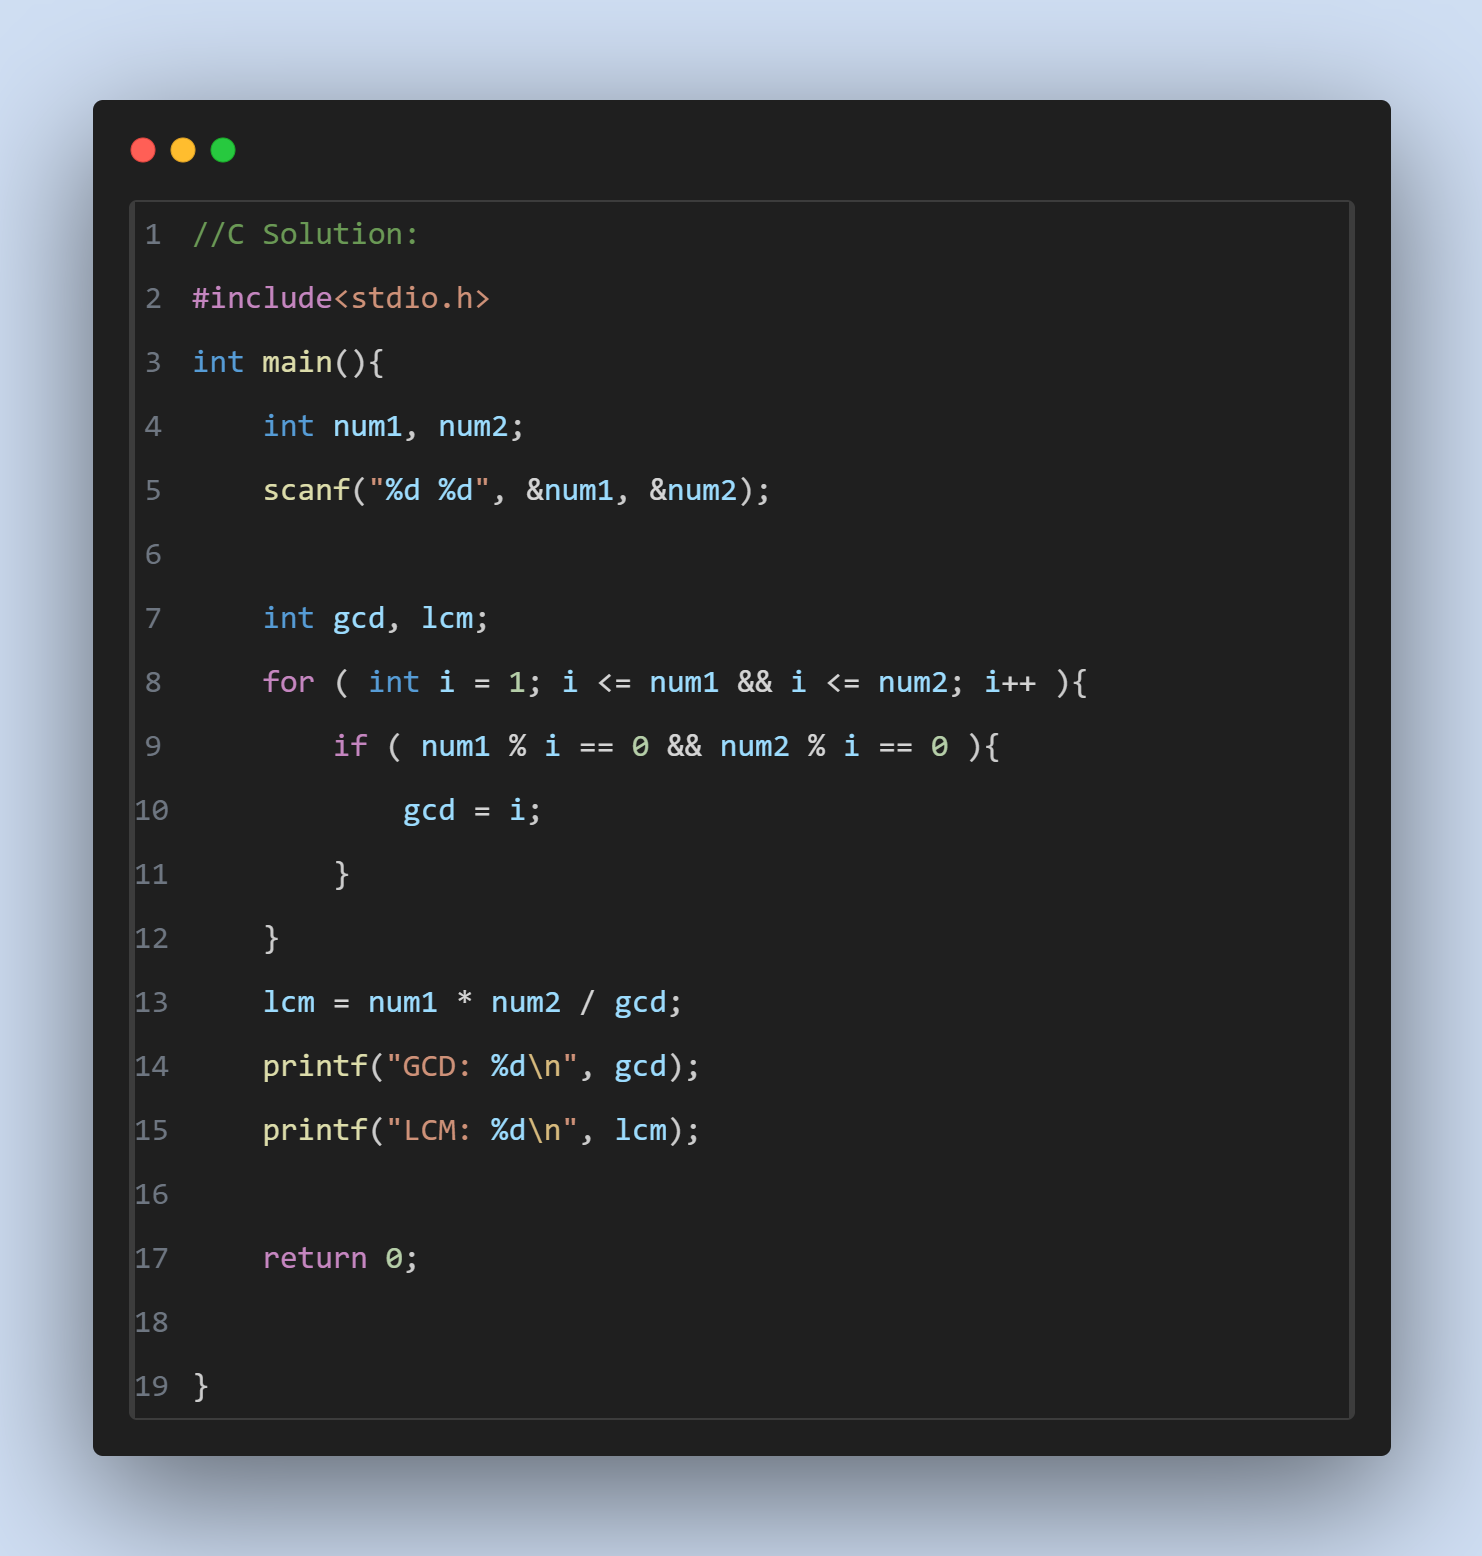 1 //C Solution:
2 #include<stdio.h>
3 int main(){
4     int num1, num2;
5     scanf("%d %d", &num1, &num2);
6
7     int gcd, lcm;
8     for ( int i = 1; i <= num1 && i <= num2; i++ ){
9         if ( num1 % i == 0 && num2 % i == 0 ){
10             gcd = i;
11         }
12     }
13     lcm = num1 * num2 / gcd;
14     printf("GCD: %d\n", gcd);
15     printf("LCM: %d\n", lcm);
16
17     return 0;
18
19 }